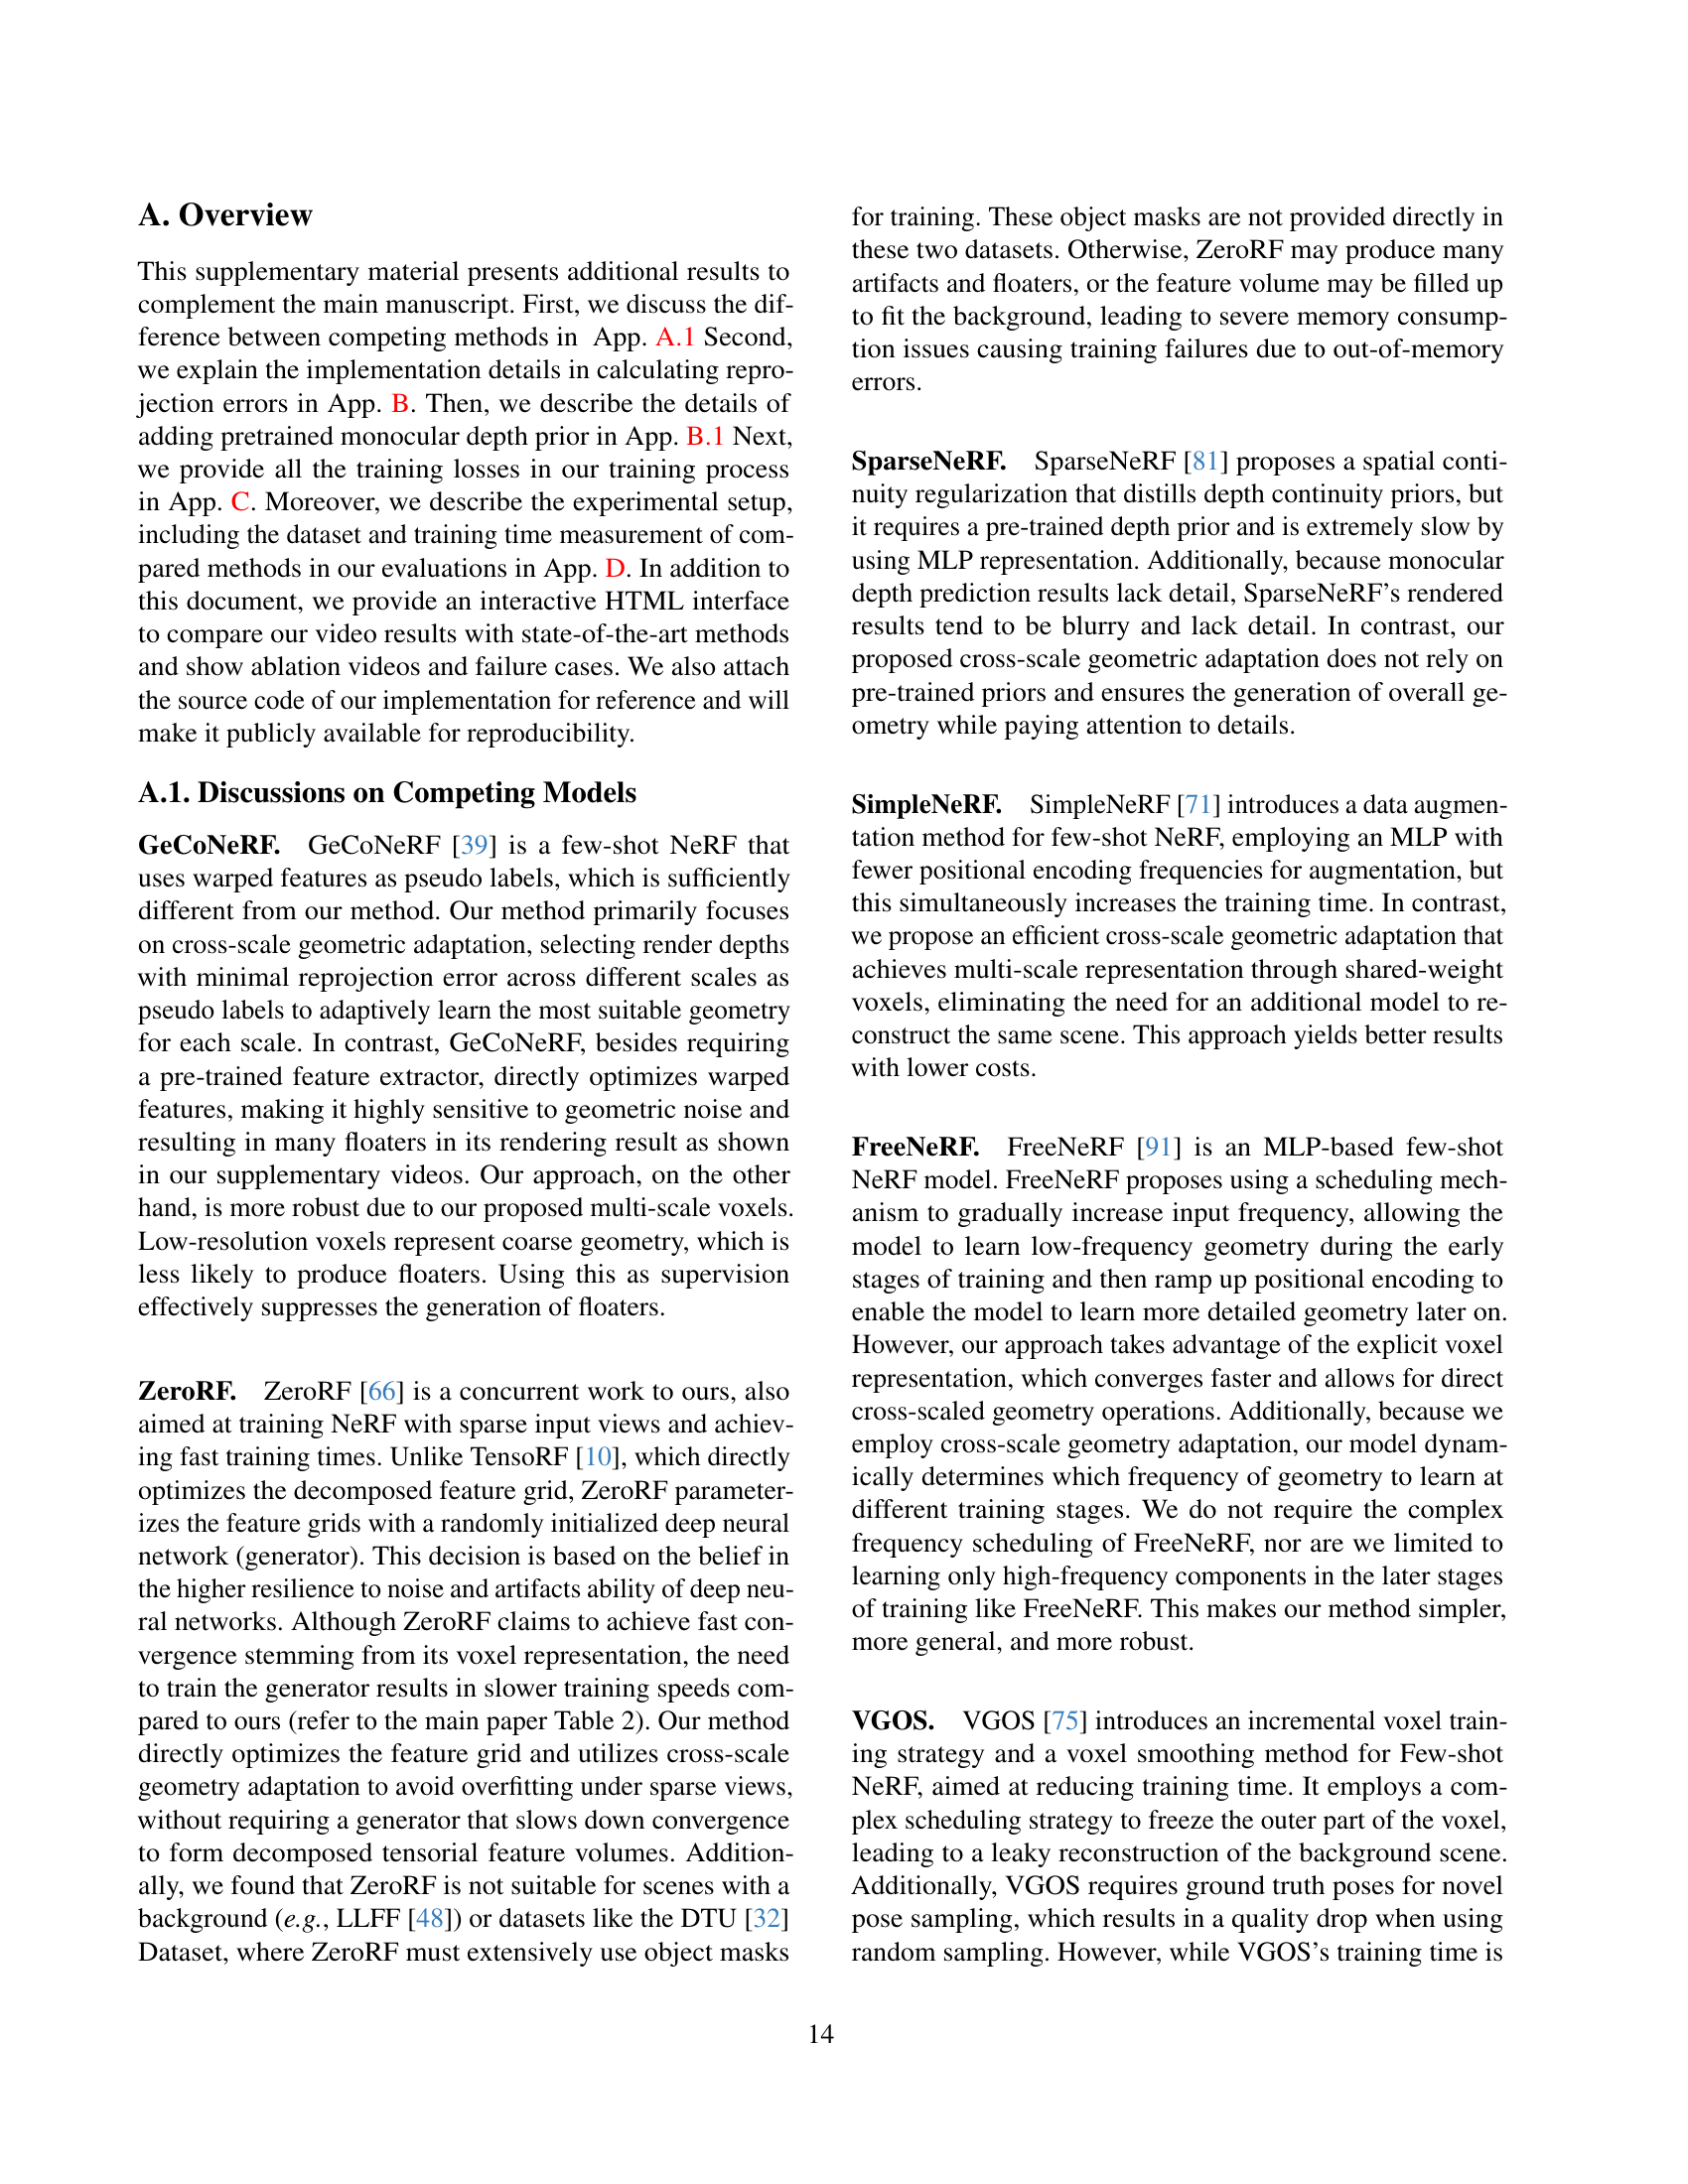 A. Overview
This supplementary material presents additional results to
complement the main manuscript. First, we discuss the dif-
ference between competing methods in App. A.1 Second,
we explain the implementation details in calculating repro-
jection errors in App. B. Then, we describe the details of
adding pretrained monocular depth prior in App. B.1 Next,
we provide all the training losses in our training process
in App. C. Moreover, we describe the experimental setup,
including the dataset and training time measurement of com-
pared methods in our evaluations in App. D. In addition to
this document, we provide an interactive HTML interface
to compare our video results with state-of-the-art methods
and show ablation videos and failure cases. We also attach
the source code of our implementation for reference and will
make it publicly available for reproducibility.
A.1. Discussions on Competing Models
GeCoNeRF. GeCoNeRF [39] is a few-shot NeRF that
uses warped features as pseudo labels, which is sufficiently
different from our method. Our method primarily focuses
on cross-scale geometric adaptation, selecting render depths
with minimal reprojection error across different scales as
pseudo labels to adaptively learn the most suitable geometry
for each scale. In contrast, GeCoNeRF, besides requiring
a pre-trained feature extractor, directly optimizes warped
features, making it highly sensitive to geometric noise and
resulting in many floaters in its rendering result as shown
in our supplementary videos. Our approach, on the other
hand, is more robust due to our proposed multi-scale voxels.
Low-resolution voxels represent coarse geometry, which is
less likely to produce floaters. Using this as supervision
effectively suppresses the generation of floaters.
ZeroRF. ZeroRF [66] is a concurrent work to ours, also
aimed at training NeRF with sparse input views and achiev-
ing fast training times. Unlike TensoRF [10], which directly
optimizes the decomposed feature grid, ZeroRF parameter-
izes the feature grids with a randomly initialized deep neural
network (generator). This decision is based on the belief in
the higher resilience to noise and artifacts ability of deep neu-
ral networks. Although ZeroRF claims to achieve fast con-
vergence stemming from its voxel representation, the need
to train the generator results in slower training speeds com-
pared to ours (refer to the main paper Table 2). Our method
directly optimizes the feature grid and utilizes cross-scale
geometry adaptation to avoid overfitting under sparse views,
without requiring a generator that slows down convergence
to form decomposed tensorial feature volumes. Addition-
ally, we found that ZeroRF is not suitable for scenes with a
background (e.g., LLFF [48]) or datasets like the DTU [32]
Dataset, where ZeroRF must extensively use object masks
for training. These object masks are not provided directly in
these two datasets. Otherwise, ZeroRF may produce many
artifacts and floaters, or the feature volume may be filled up
to fit the background, leading to severe memory consump-
tion issues causing training failures due to out-of-memory
errors.
SparseNeRF. SparseNeRF [81] proposes a spatial conti-
nuity regularization that distills depth continuity priors, but
it requires a pre-trained depth prior and is extremely slow by
using MLP representation. Additionally, because monocular
depth prediction results lack detail, SparseNeRF's rendered
results tend to be blurry and lack detail. In contrast, our
proposed cross-scale geometric adaptation does not rely on
pre-trained priors and ensures the generation of overall ge-
ometry while paying attention to details.
SimpleNeRF. SimpleNeRF [71] introduces a data augmen-
tation method for few-shot NeRF, employing an MLP with
fewer positional encoding frequencies for augmentation, but
this simultaneously increases the training time. In contrast,
we propose an efficient cross-scale geometric adaptation that
achieves multi-scale representation through shared-weight
voxels, eliminating the need for an additional model to re-
construct the same scene. This approach yields better results
with lower costs.
FreeNeRF. FreeNeRF [91] is an MLP-based few-shot
NeRF model. FreeNeRF proposes using a scheduling mech-
anism to gradually increase input frequency, allowing the
model to learn low-frequency geometry during the early
stages of training and then ramp up positional encoding to
enable the model to learn more detailed geometry later on.
However, our approach takes advantage of the explicit voxel
representation, which converges faster and allows for direct
cross-scaled geometry operations. Additionally, because we
employ cross-scale geometry adaptation, our model dynam-
ically determines which frequency of geometry to learn at
different training stages. We do not require the complex
frequency scheduling of FreeNeRF, nor are we limited to
learning only high-frequency components in the later stages
of training like FreeNeRF. This makes our method simpler,
more general, and more robust.
VGOS. VGOS [75] introduces an incremental voxel train-
ing strategy and a voxel smoothing method for Few-shot
NeRF, aimed at reducing training time. It employs a com-
plex scheduling strategy to freeze the outer part of the voxel,
leading to a leaky reconstruction of the background scene.
Additionally, VGOS requires ground truth poses for novel
pose sampling, which results in a quality drop when using
random sampling. However, while VGOS's training time is
14